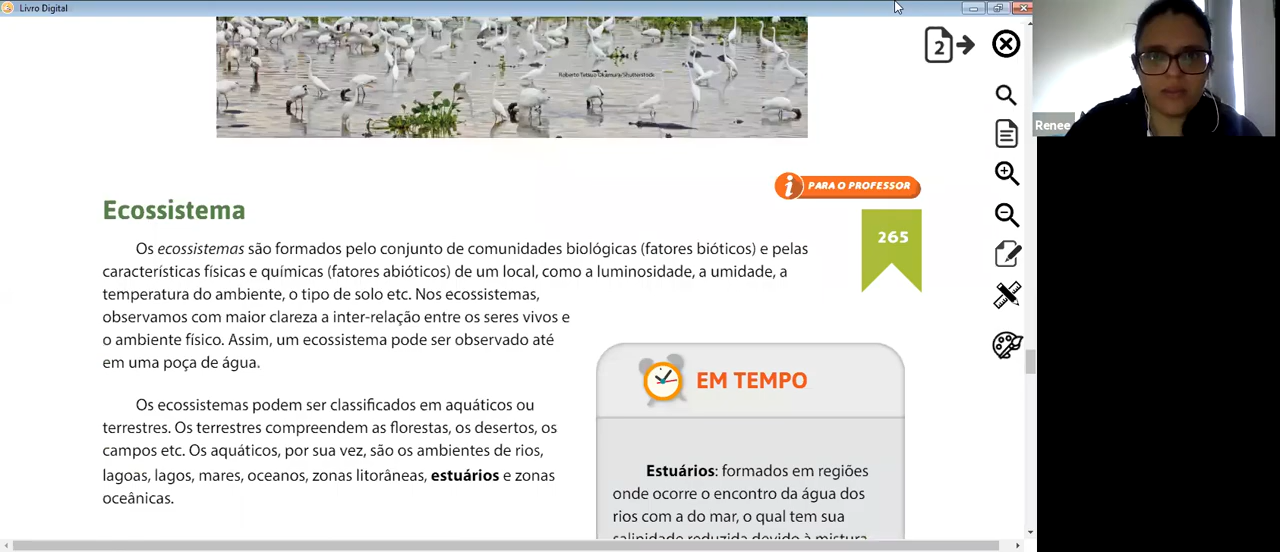 Livro Digital
Roberto Tetsuo Okamura/Shutterstock
2
Renee
PARA O PROFESSOR
Ecossistema
265
Os ecossistemas são formados pelo conjunto de comunidades biológicas (fatores bióticos) e pelas
características físicas e químicas (fatores abióticos) de um local, como a luminosidade, a umidade, a
temperatura do ambiente, o tipo de solo etc. Nos ecossistemas,
observamos com maior clareza a inter-relação entre os seres vivos e
o ambiente físico. Assim, um ecossistema pode ser observado até
em uma poça de água.
Os ecossistemas podem ser classificados em aquáticos ou
terrestres. Os terrestres compreendem as florestas, os desertos, os
campos etc. Os aquáticos, por sua vez, são os ambientes de rios,
lagoas, lagos, mares, oceanos, zonas litorâneas, estuários e zonas
oceânicas.
EM TEMPO
Estuários: formados em regiões
onde ocorre o encontro da água dos
rios com a do mar, o qual tem sua
salinidade reduzida devido à mistura